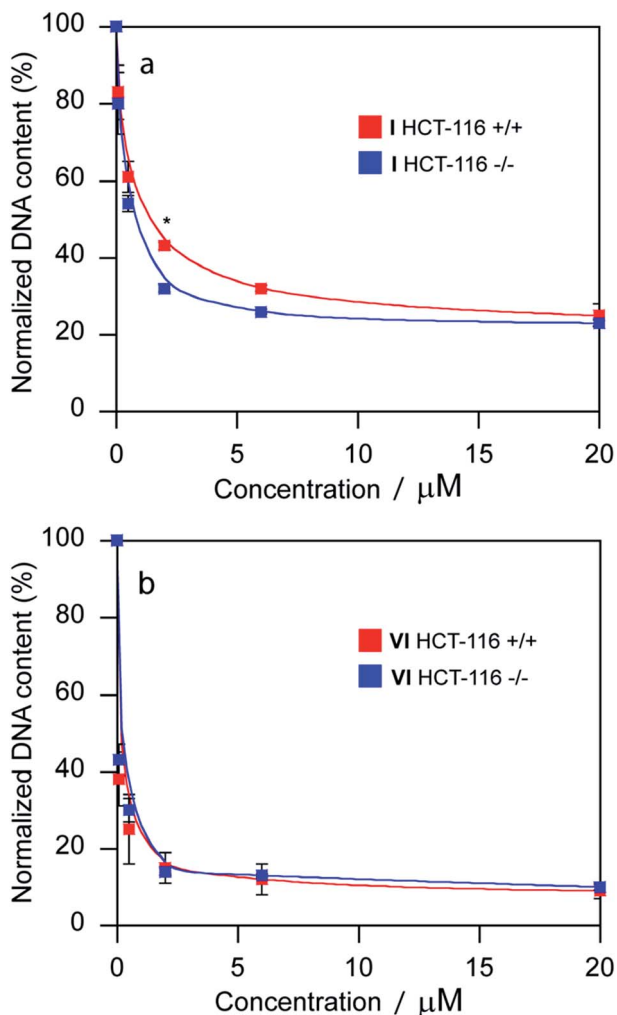 Normalized DNA content (%)
100
80
60
40
20
0
a
I HCT-116 +/+
I HCT-116 -/-
*
0 5 10 15 20
Concentration / μM
Normalized DNA content (%)
100
80
60
40
20
0
b
VI HCT-116 +/+
VI HCT-116 -/-
0 5 10 15 20
Concentration / μM